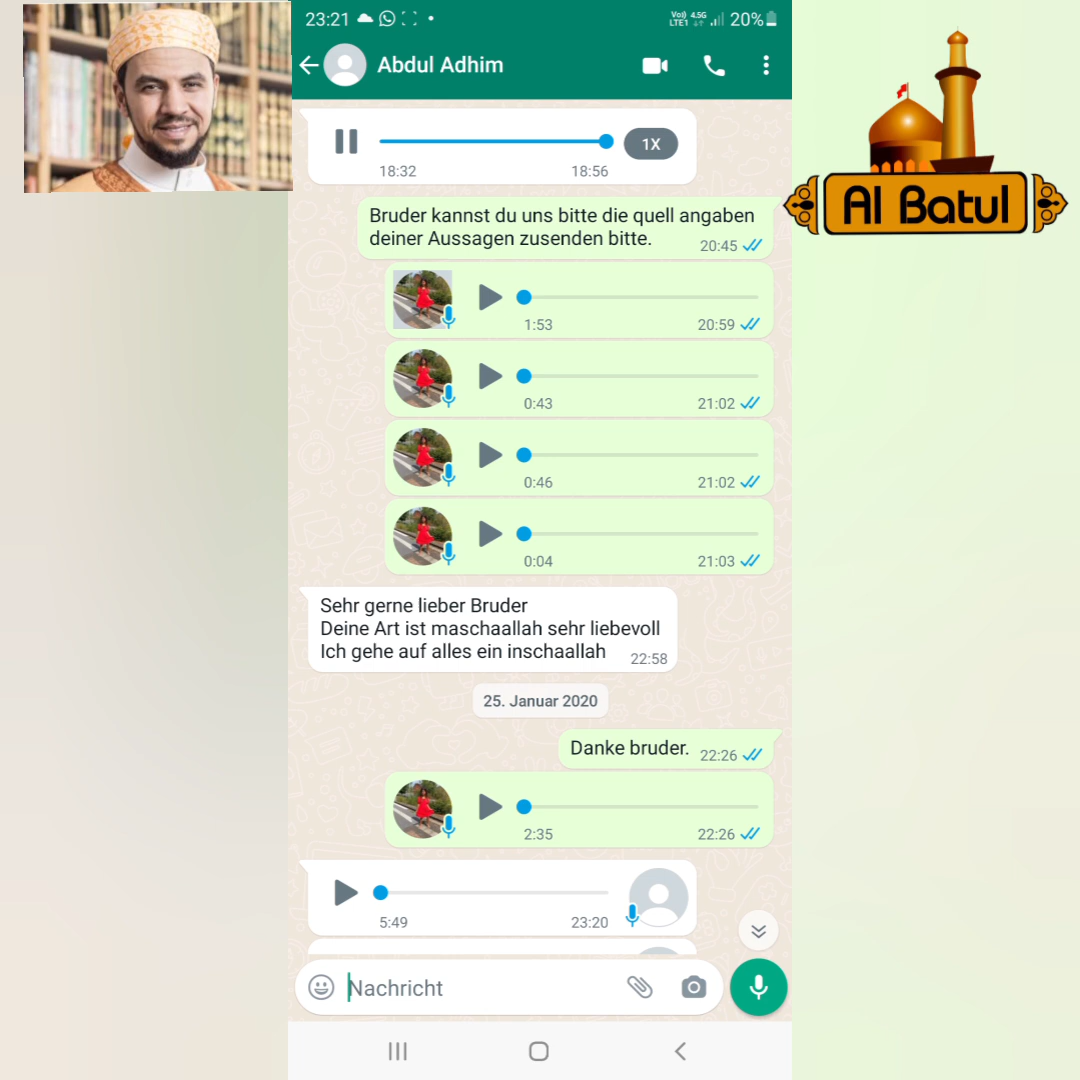 23:21
Vo)) 4.5G
LTE1
20%
Abdul Adhim
1X
18:32
18:56
Bruder kannst du uns bitte die quell angaben
deiner Aussagen zusenden bitte.
20:45
1:53
20:59
0:43
21:02
0:46
21:02
0:04
21:03
Sehr gerne lieber Bruder
Deine Art ist maschaallah sehr liebevoll
Ich gehe auf alles ein inschaallah
22:58
25. Januar 2020
Danke bruder.
22:26
2:35
22:26
5:49
23:20
Nachricht
Al Batul